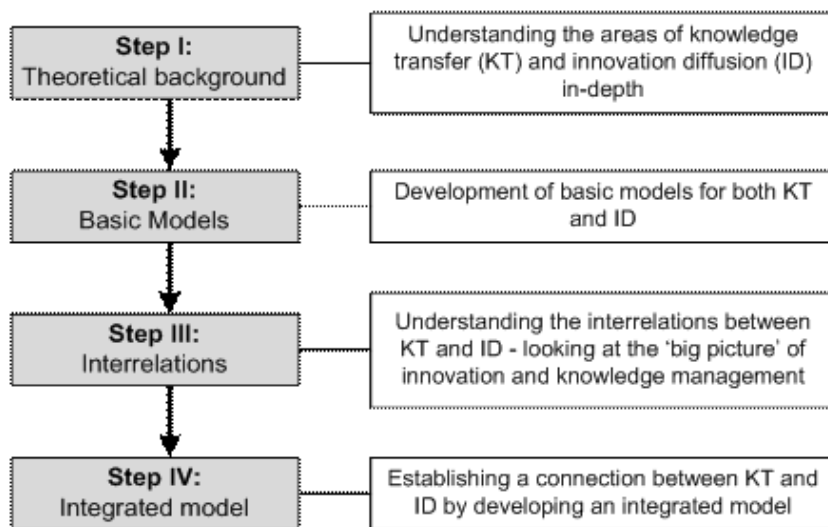 Step I:
Theoretical background
Understanding the areas of knowledge
transfer (KT) and innovation diffusion (ID)
in-depth
Step II:
Basic Models
Development of basic models for both KT
and ID
Step III:
Interrelations
Understanding the interrelations between
KT and ID - looking at the ‘big picture’ of
innovation and knowledge management
Step IV:
Integrated model
Establishing a connection between KT and
ID by developing an integrated model